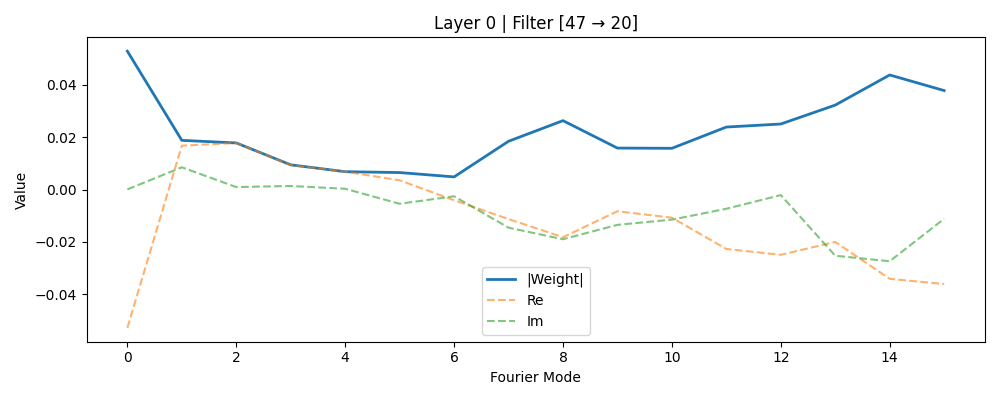 Layer 0 | Filter [47 → 20]
Value
0.04
0.02
0.00
−0.02
−0.04
|Weight|
Re
Im
0 2 4 6 8 10 12 14
Fourier Mode